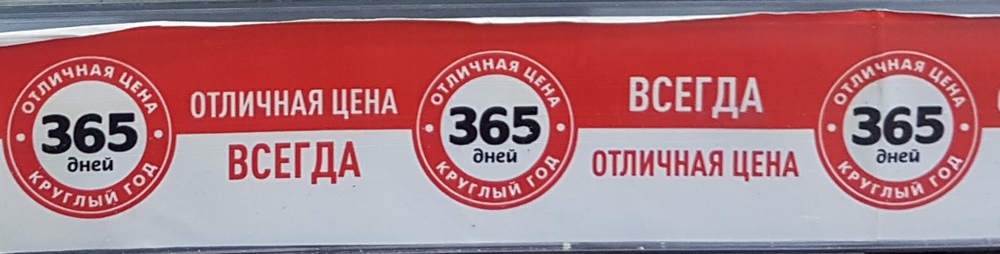 ОТЛИЧНАЯ ЦЕНА
365
дней
КРУГЛЫЙ ГОД
ОТЛИЧНАЯ ЦЕНА
ВСЕГДА
ОТЛИЧНАЯ ЦЕНА
365
дней
КРУГЛЫЙ ГОД
ВСЕГДА
ОТЛИЧНАЯ ЦЕНА
ОТЛИЧНАЯ ЦЕНА
365
дней
КРУГЛЫЙ ГОД